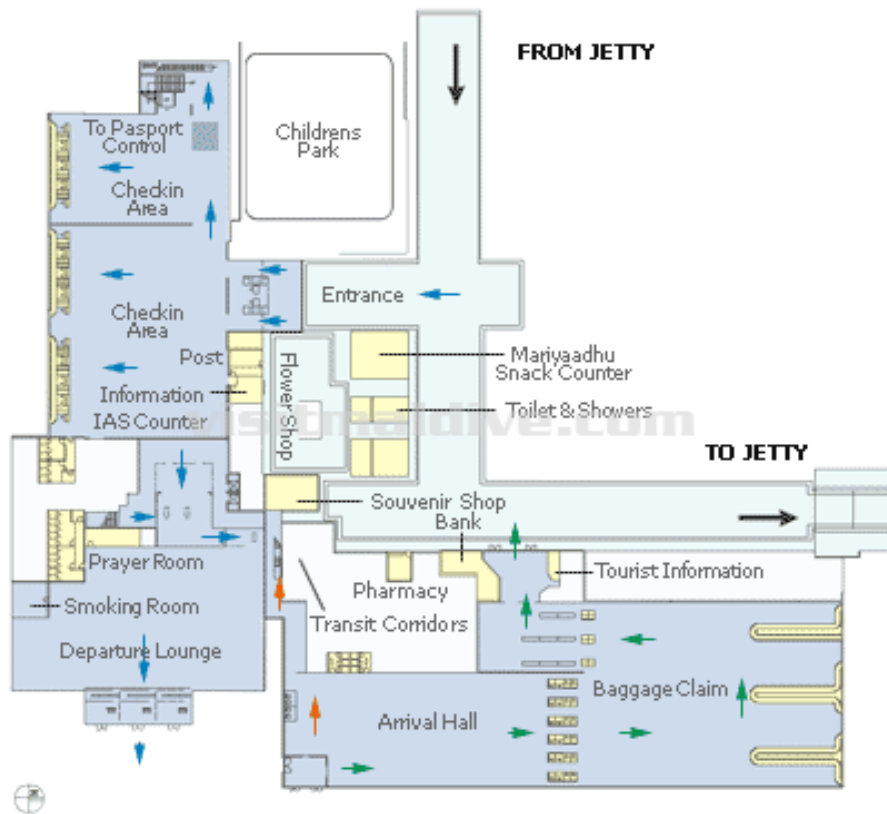 FROM JETTY
To Pasport
Control
Childrens
Park
Checkin
Area
Entrance
Checkin
Area
Post
Flower Shop
Mariyaadhu
Snack Counter
Information
Toilet & Showers
IAS Counter
visitmaldive.com
TO JETTY
Souvenir Shop
Bank
Prayer Room
Tourist Information
Pharmacy
Smoking Room
Transit Corridors
Departure Lounge
Baggage Claim
Arrival Hall